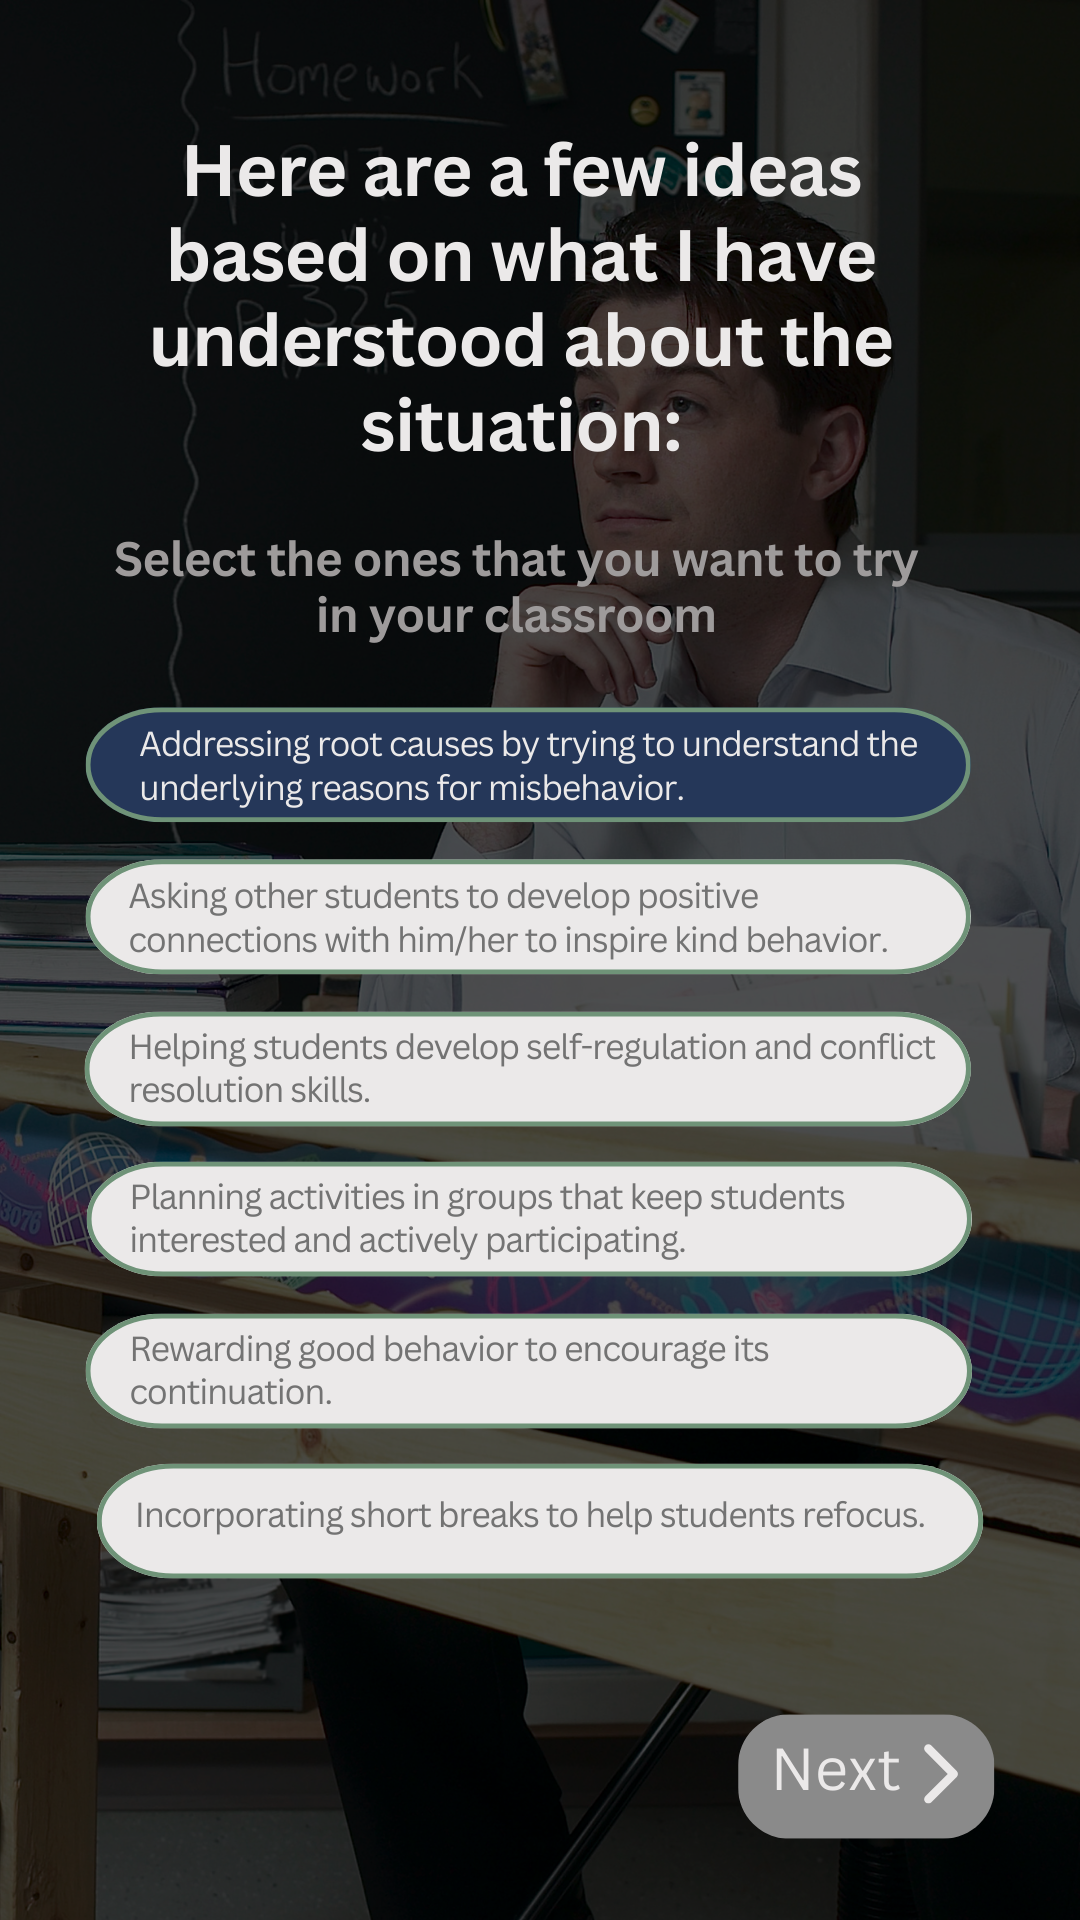 Homework
Here are a few ideas
based on what I have
understood about the
situation:
p 325
Select the ones that you want to try
in your classroom
Addressing root causes by trying to understand the
underlying reasons for misbehavior.
Asking other students to develop positive
connections with him/her to inspire kind behavior.
Helping students develop self-regulation and conflict
resolution skills.
Planning activities in groups that keep students
interested and actively participating.
Rewarding good behavior to encourage its
continuation.
Incorporating short breaks to help students refocus.
Next